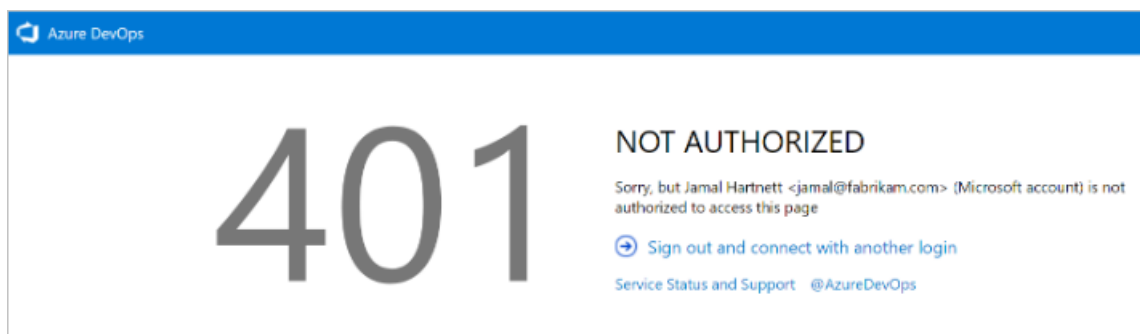 Azure DevOps
401
NOT AUTHORIZED
Sorry, but Jamal Hartnett <jamal@fabrikam.com> (Microsoft account) is not
authorized to access this page
Sign out and connect with another login
Service Status and Support @AzureDevOps